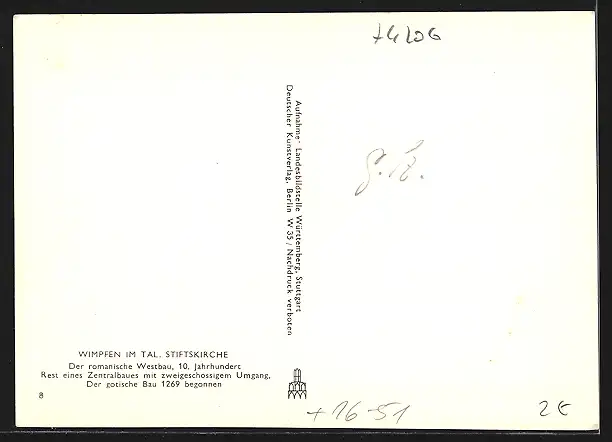 +4206
Aufnahme: Landesbildstelle Württemberg, Stuttgart
Deutscher Kunstverlag, Berlin W 35 / Nachdruck verboten
WIMPFEN IM TAL. STIFTSKIRCHE
Der romanische Westbau, 10. Jahrhundert
Rest eines Zentralbaues mit zweigeschossigem Umgang,
Der gotische Bau 1269 begonnen
8
+16-51
2€